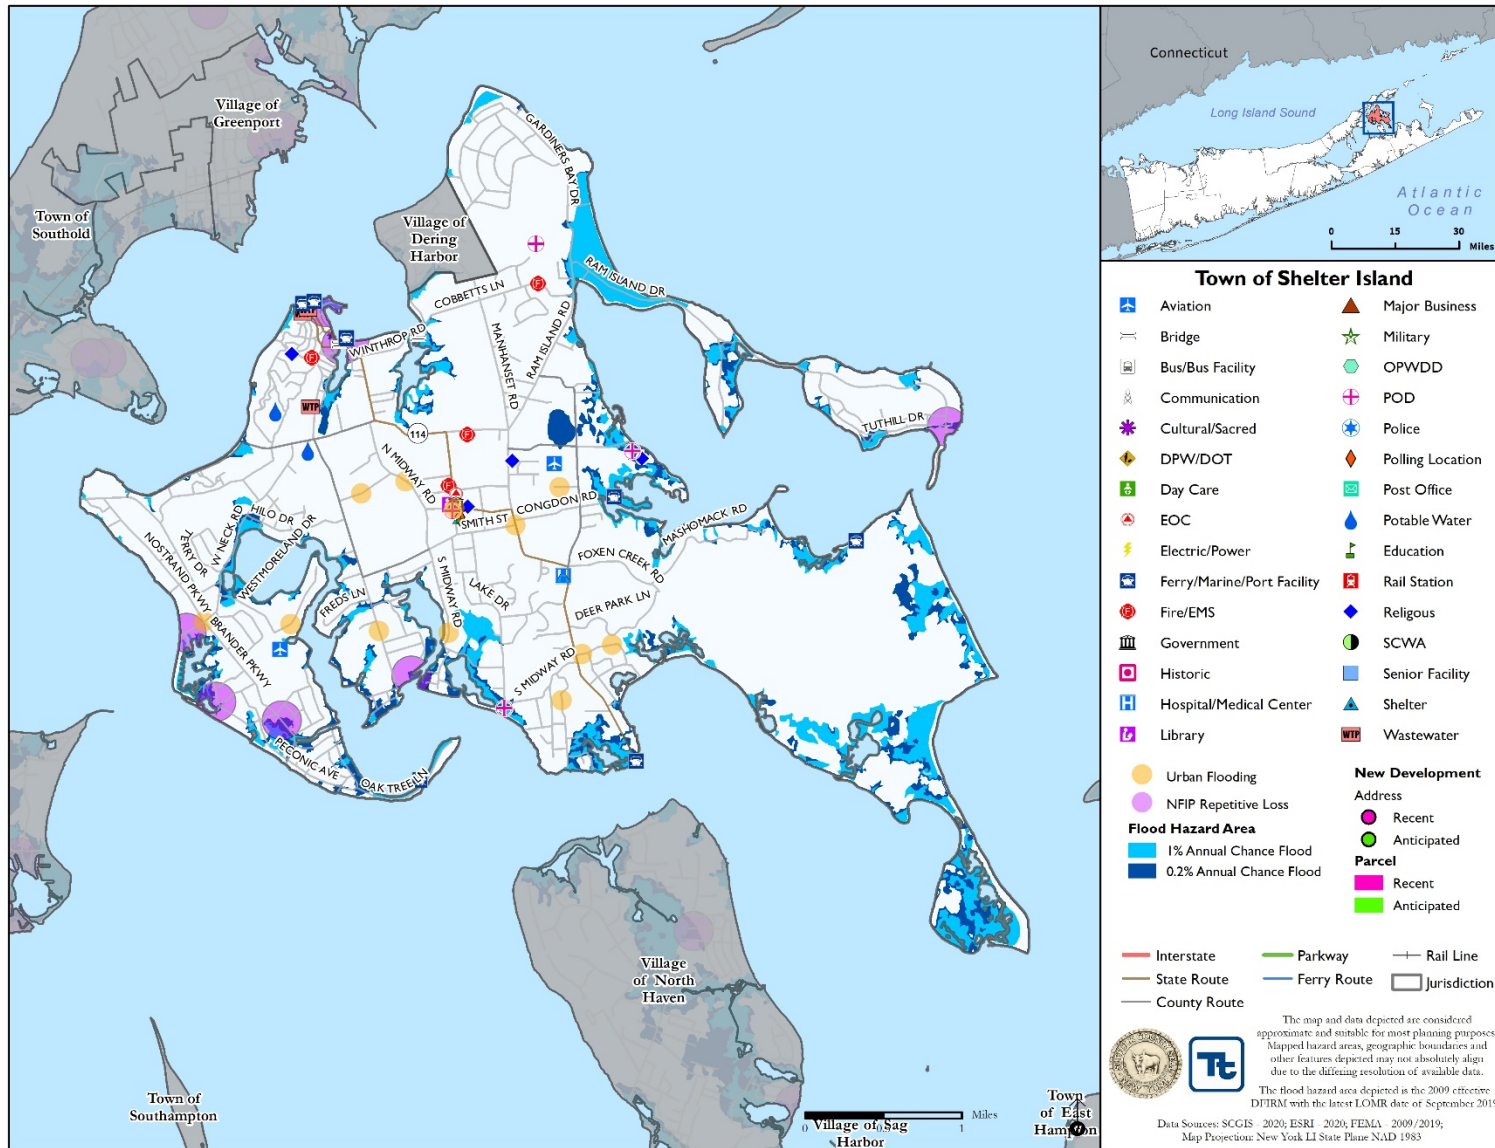 Village of
Greenport
Town of
Southold
Village of
Dering
Harbor
GARDINERS BAY DR
RAM ISLAND DR
COBBETTS LN
WINTHROP RD
MANHANSET RD
RAM ISLAND RD
TUTHILL DR
WTP
WTP
114
N MIDWAY RD
SMITH ST
CONGDON RD
MASHOMACK RD
FOXEN CREEK RD
HILO DR
W NECK RD
TERRY DR
WESTMORELAND DR
NOSTRAND PKWY
BRANDER PKWY
FREDS LN
S MIDWAY RD
LAKE DR
DEER PARK LN
S MIDWAY RD
PECONIC AVE
OAK TREE LN
Village
of North
Haven
Town of
Southampton
Village of Sag
Harbor
Town
of East
Hampton
0 0.5 1 Miles
Connecticut
Long Island Sound
Atlantic
Ocean
0 15 30
Miles
Town of Shelter Island
Aviation
Bridge
Bus/Bus Facility
Communication
Cultural/Sacred
DPW/DOT
Day Care
EOC
Electric/Power
Ferry/Marine/Port Facility
Fire/EMS
Government
Historic
Hospital/Medical Center
Library
Major Business
Military
OPWDD
POD
Police
Polling Location
Post Office
Potable Water
Education
Rail Station
Religous
SCWA
Senior Facility
Shelter
WTP Wastewater
Urban Flooding
NFIP Repetitive Loss
Flood Hazard Area
1% Annual Chance Flood
0.2% Annual Chance Flood
New Development
Address
Recent
Anticipated
Parcel
Recent
Anticipated
Interstate
State Route
County Route
Parkway
Ferry Route
Rail Line
Jurisdiction
Tt
The map and data depicted are considered
approximate and suitable for most planning purposes
Mapped hazard areas, geographic boundaries and
other features depicted may not absolutely align
due to the differing resolution of available data.
The flood hazard area depicted is the 2009 effective
DFIRM with the latest LOMR date of September 2019
Data Sources: SCGIS - 2020; ESRI - 2020; FEMA - 2009/2019;
Map Projection: New York LI State Plane NAD 1983